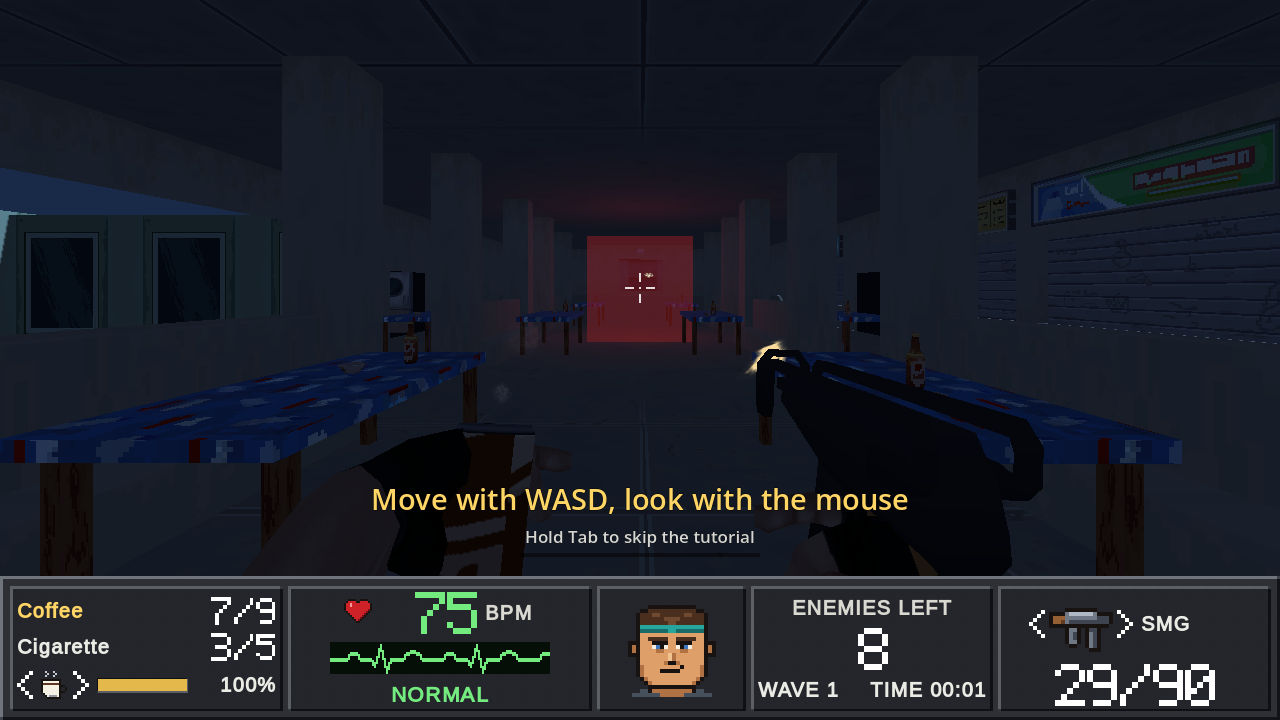 Move with WASD, look with the mouse
Hold Tab to skip the tutorial
Coffee 7/9
Cigarette 3/5
100%
75 BPM
NORMAL
ENEMIES LEFT
8
WAVE 1 TIME 00:01
SMG
29/90